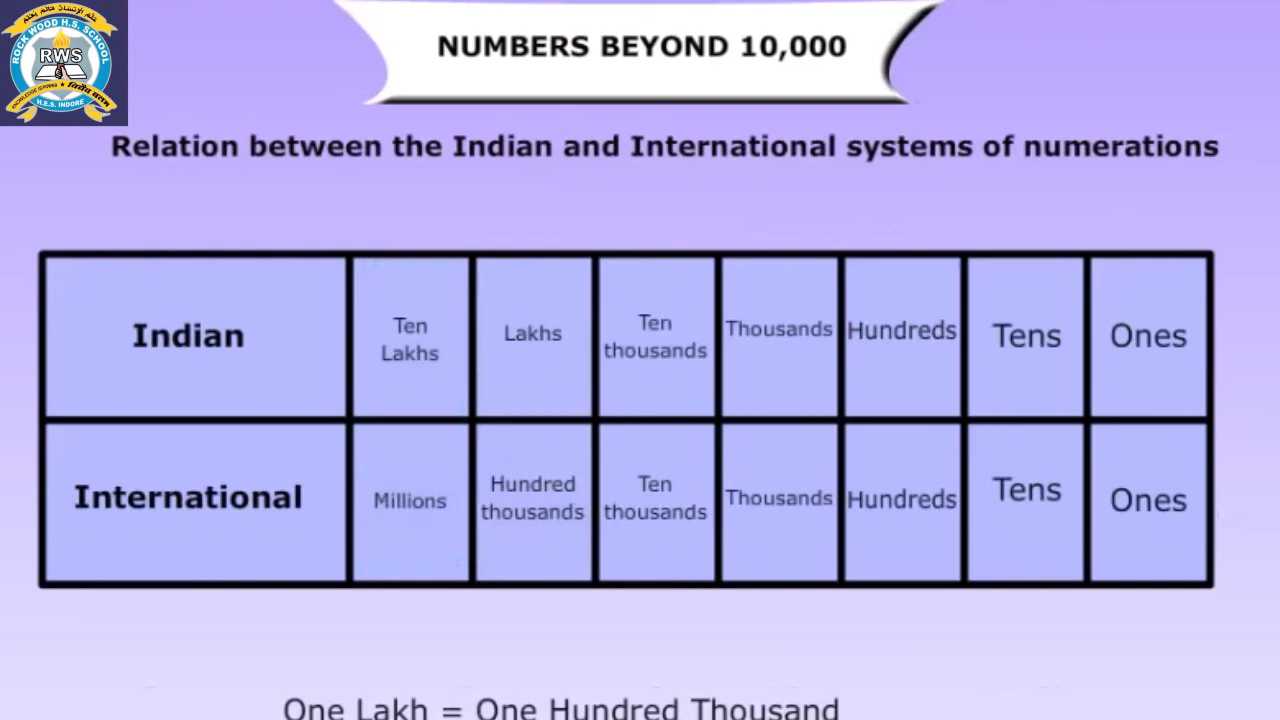 ROCK WOOD H.S. SCHOOL
RWS
H.E.S. INDORE
NUMBERS BEYOND 10,000
Relation between the Indian and International systems of numerations
Indian
Ten
Lakhs
Lakhs
Ten
thousands
Thousands
Hundreds
Tens
Ones
International
Millions
Hundred
thousands
Ten
thousands
Thousands
Hundreds
Tens
Ones
One Lakh = One Hundred Thousand